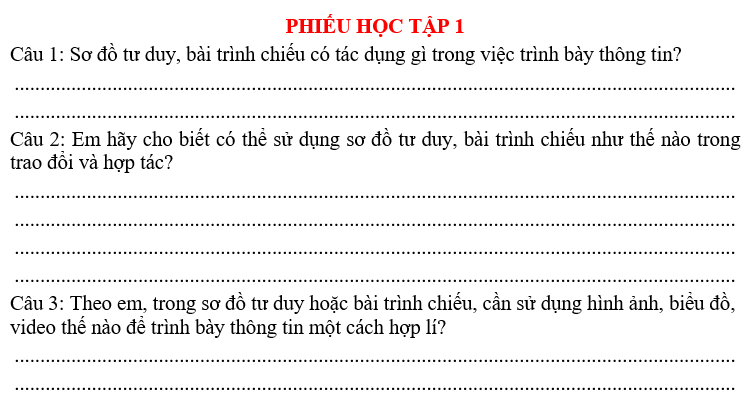 PHIẾU HỌC TẬP 1
Câu 1: Sơ đồ tư duy, bài trình chiếu có tác dụng gì trong việc trình bày thông tin?
..........................................................................................................................................
..........................................................................................................................................
Câu 2: Em hãy cho biết có thể sử dụng sơ đồ tư duy, bài trình chiếu như thế nào trong
trao đổi và hợp tác?
..........................................................................................................................................
..........................................................................................................................................
..........................................................................................................................................
..........................................................................................................................................
Câu 3: Theo em, trong sơ đồ tư duy hoặc bài trình chiếu, cần sử dụng hình ảnh, biểu đồ,
video thế nào để trình bày thông tin một cách hợp lí?
..........................................................................................................................................
..........................................................................................................................................